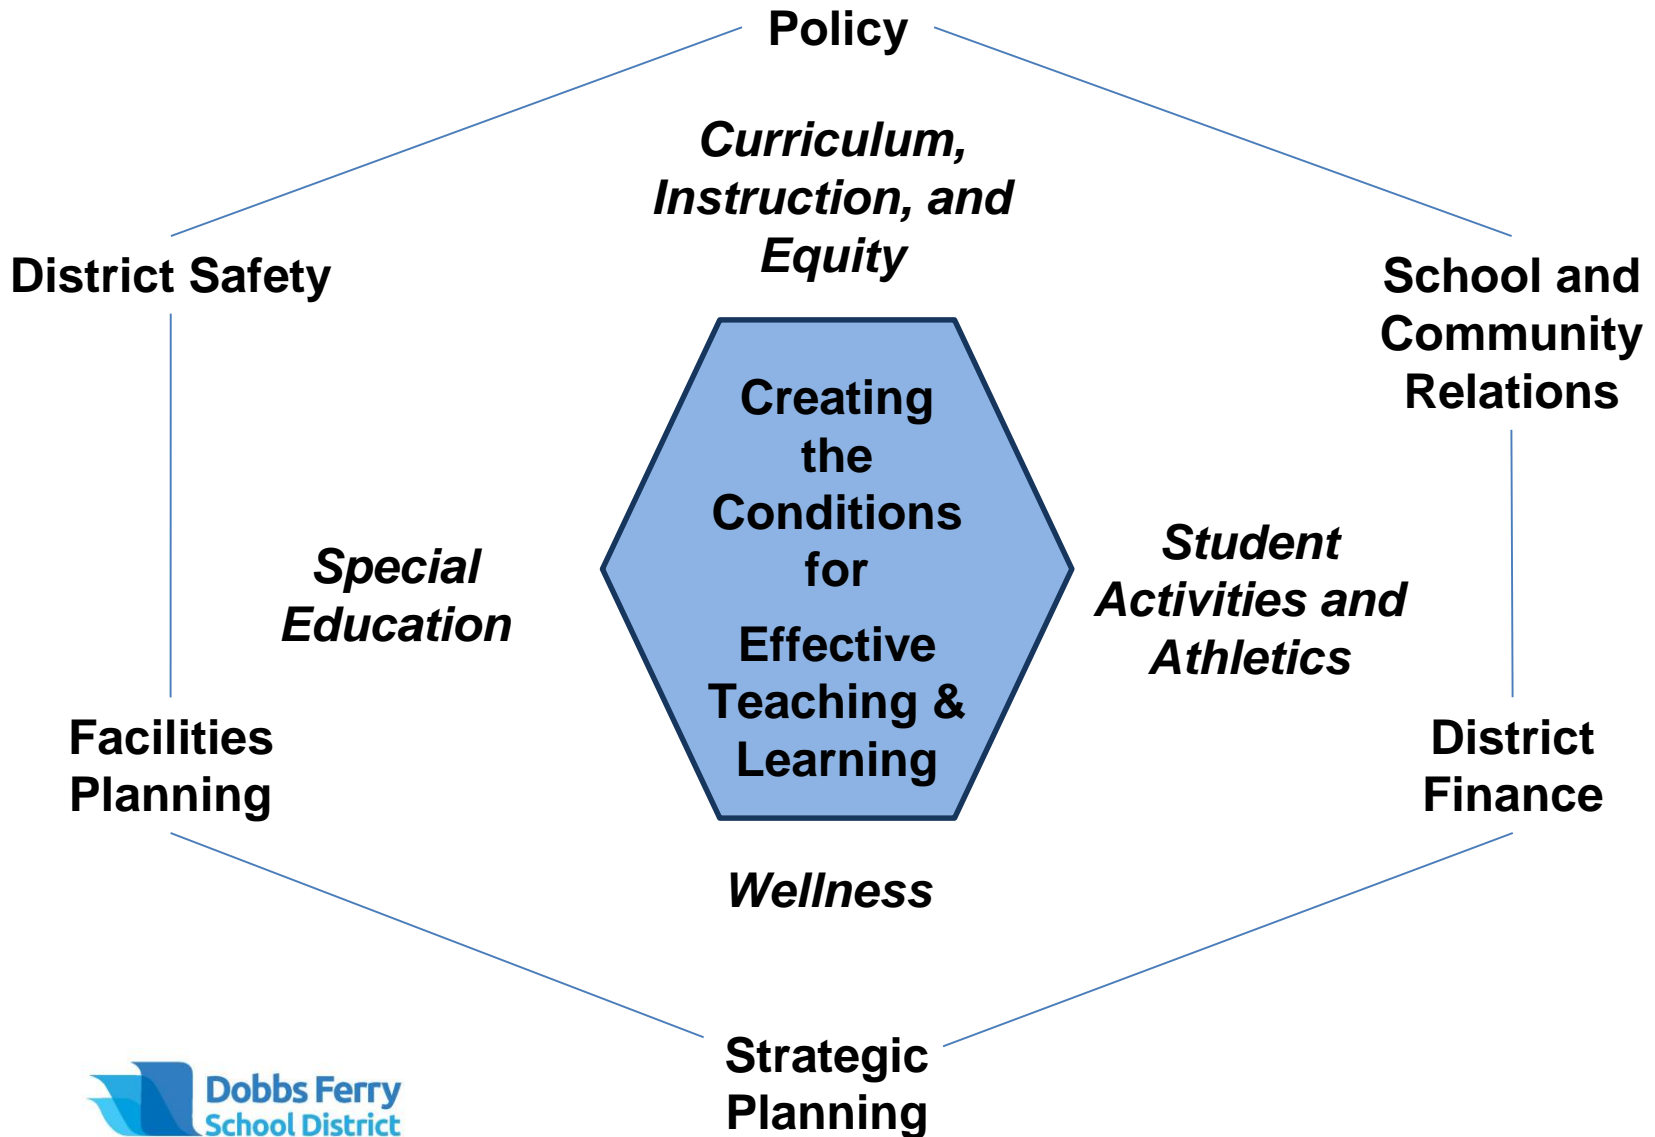 Policy
Curriculum,
Instruction, and
Equity
District Safety
School and
Community
Relations
Creating
the
Conditions
for
Effective
Teaching &
Learning
Special
Education
Student
Activities and
Athletics
Facilities
Planning
District
Finance
Wellness
Strategic
Planning
Dobbs Ferry
School District